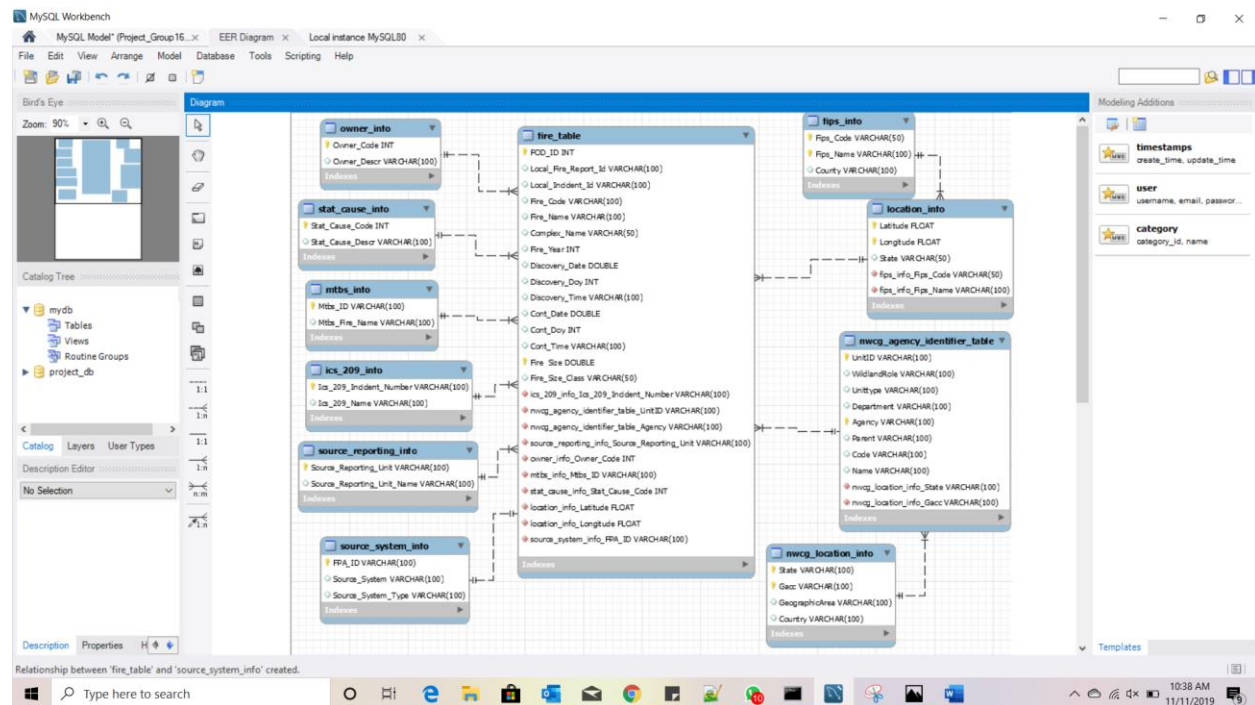 MySQL Workbench
MySQL Model* (Project_Group16... × EER Diagram × Local instance MySQL80 ×
File Edit View Arrange Model Database Tools Scripting Help
Bird's Eye
Zoom: 90%
Catalog Tree
mydb
Tables
Views
Routine Groups
project_db
Catalog Layers User Types
Description Editor
No Selection
Description Properties H
Diagram
1:1
1:n
1:1
1:n
n:m
1:n
owner_info
Owner_Code INT
Owner_Descr VARCHAR(100)
Indexes
stat_cause_info
Stat_Cause_Code INT
Stat_Cause_Descr VARCHAR(100)
Indexes
mtbs_info
Mtbs_ID VARCHAR(100)
Mtbs_Fire_Name VARCHAR(100)
Indexes
ics_209_info
Ics_209_Incident_Number VARCHAR(100)
Ics_209_Name VARCHAR(100)
Indexes
source_reporting_info
Source_Reporting_Unit VARCHAR(100)
Source_Reporting_Unit_Name VARCHAR(100)
Indexes
source_system_info
FPA_ID VARCHAR(100)
Source_System VARCHAR(100)
Source_System_Type VARCHAR(100)
Indexes
fire_table
FOD_ID INT
Local_Fire_Report_Id VARCHAR(100)
Local_Incident_Id VARCHAR(100)
Fire_Code VARCHAR(100)
Fire_Name VARCHAR(100)
Complex_Name VARCHAR(50)
Fire_Year INT
Discovery_Date DOUBLE
Discovery_Doy INT
Discovery_Time VARCHAR(100)
Cont_Date DOUBLE
Cont_Doy INT
Cont_Time VARCHAR(100)
Fire Size DOUBLE
Fire_Size_Class VARCHAR(50)
ics_209_info_Ics_209_Incident_Number VARCHAR(100)
nwcg_agency_identifier_table_UnitID VARCHAR(100)
nwcg_agency_identifier_table_Agency VARCHAR(100)
source_reporting_info_Source_Reporting_Unit VARCHAR(100)
owner_info_Owner_Code INT
mtbs_info_Mtbs_ID VARCHAR(100)
stat_cause_info_Stat_Cause_Code INT
location_info_Latitude FLOAT
location_info_Longitude FLOAT
source_system_info_FPA_ID VARCHAR(100)
Indexes
fips_info
Fips_Code VARCHAR(50)
Fips_Name VARCHAR(100)
County VARCHAR(100)
Indexes
location_info
Latitude FLOAT
Longitude FLOAT
State VARCHAR(50)
fips_info_Fips_Code VARCHAR(50)
fips_info_Fips_Name VARCHAR(100)
Indexes
nwcg_agency_identifier_table
UnitID VARCHAR(100)
WildlandRole VARCHAR(100)
Unittype VARCHAR(100)
Department VARCHAR(100)
Agency VARCHAR(100)
Parent VARCHAR(100)
Code VARCHAR(100)
Name VARCHAR(100)
nwcg_location_info_State VARCHAR(100)
nwcg_location_info_Gacc VARCHAR(100)
Indexes
nwcg_location_info
State VARCHAR(100)
Gacc VARCHAR(100)
GeographicArea VARCHAR(100)
Country VARCHAR(100)
Indexes
Modeling Additions
timestamps
create_time, update_time
user
username, email, passwor...
category
category_id, name
Templates
Relationship between 'fire_table' and 'source_system_info' created.
Type here to search
10:38 AM
11/11/2019